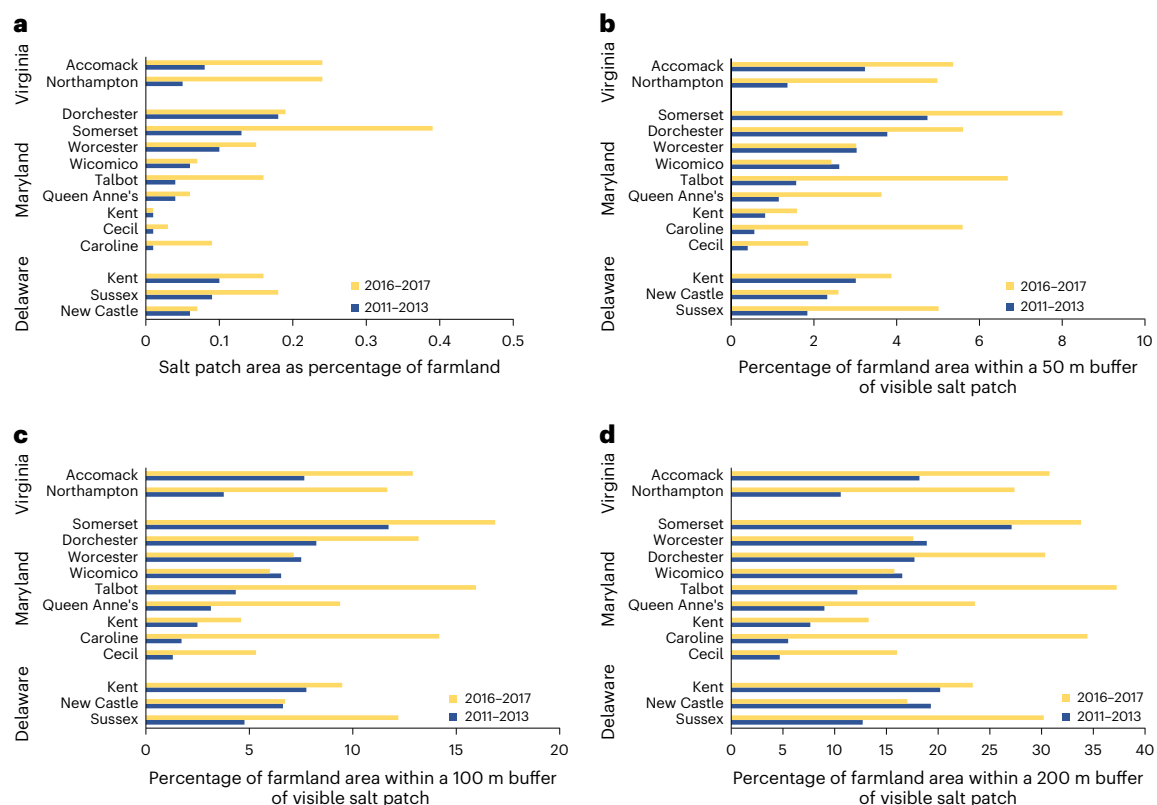 a
Virginia
Accomack
Northampton
Maryland
Dorchester
Somerset
Worcester
Wicomico
Talbot
Queen Anne's
Kent
Cecil
Caroline
Delaware
Kent
Sussex
New Castle
2016–2017
2011–2013
0 0.1 0.2 0.3 0.4 0.5
Salt patch area as percentage of farmland
b
Virginia
Accomack
Northampton
Maryland
Somerset
Dorchester
Worcester
Wicomico
Talbot
Queen Anne's
Kent
Caroline
Cecil
Delaware
Kent
New Castle
Sussex
2016–2017
2011–2013
0 2 4 6 8 10
Percentage of farmland area within a 50 m buffer
of visible salt patch
c
Virginia
Accomack
Northampton
Maryland
Somerset
Dorchester
Worcester
Wicomico
Talbot
Queen Anne's
Kent
Caroline
Cecil
Delaware
Kent
New Castle
Sussex
2016–2017
2011–2013
0 5 10 15 20
Percentage of farmland area within a 100 m buffer
of visible salt patch
d
Virginia
Accomack
Northampton
Maryland
Somerset
Worcester
Dorchester
Wicomico
Talbot
Queen Anne's
Kent
Caroline
Cecil
Delaware
Kent
New Castle
Sussex
2016–2017
2011–2013
0 5 10 15 20 25 30 35 40
Percentage of farmland area within a 200 m buffer
of visible salt patch